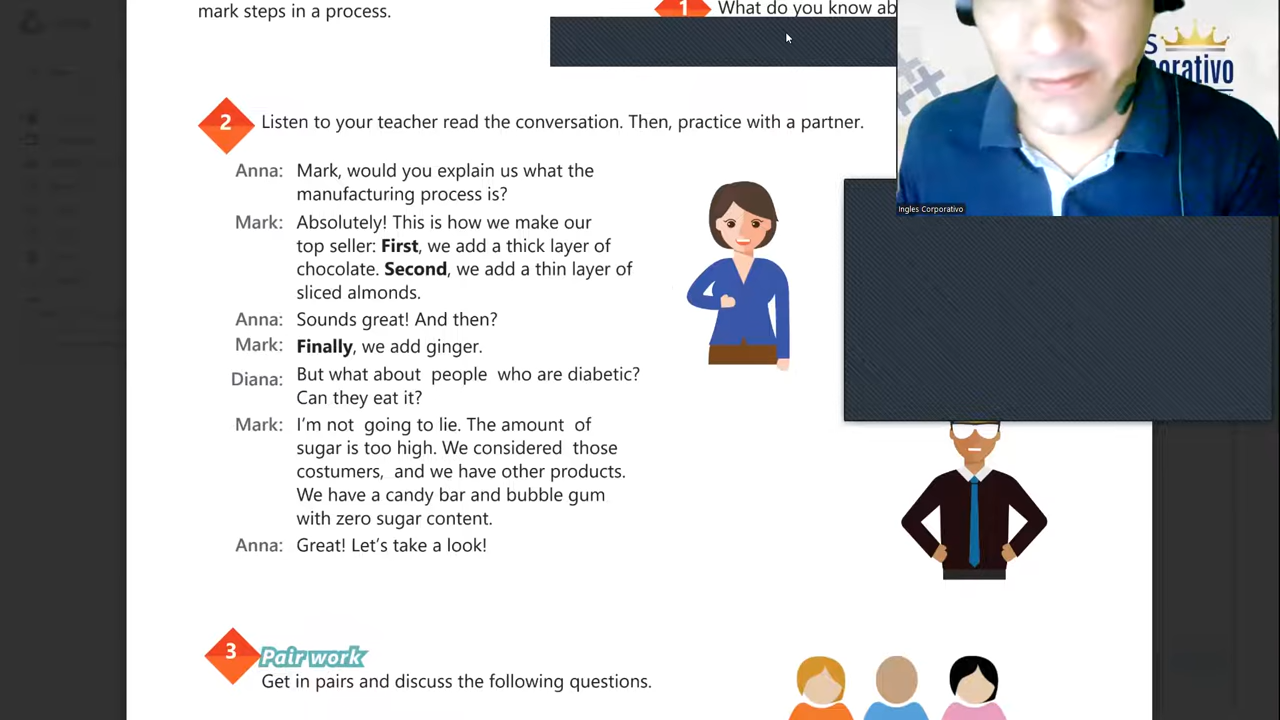 mark steps in a process.
1 What do you know ab
2 Listen to your teacher read the conversation. Then, practice with a partner.
Anna: Mark, would you explain us what the
manufacturing process is?
Mark: Absolutely! This is how we make our
top seller: First, we add a thick layer of
chocolate. Second, we add a thin layer of
sliced almonds.
Anna: Sounds great! And then?
Mark: Finally, we add ginger.
Diana: But what about people who are diabetic?
Can they eat it?
Mark: I'm not going to lie. The amount of
sugar is too high. We considered those
costumers, and we have other products.
We have a candy bar and bubble gum
with zero sugar content.
Anna: Great! Let's take a look!
3 Pair work
Get in pairs and discuss the following questions.
s
orativo
Ingles Corporativo